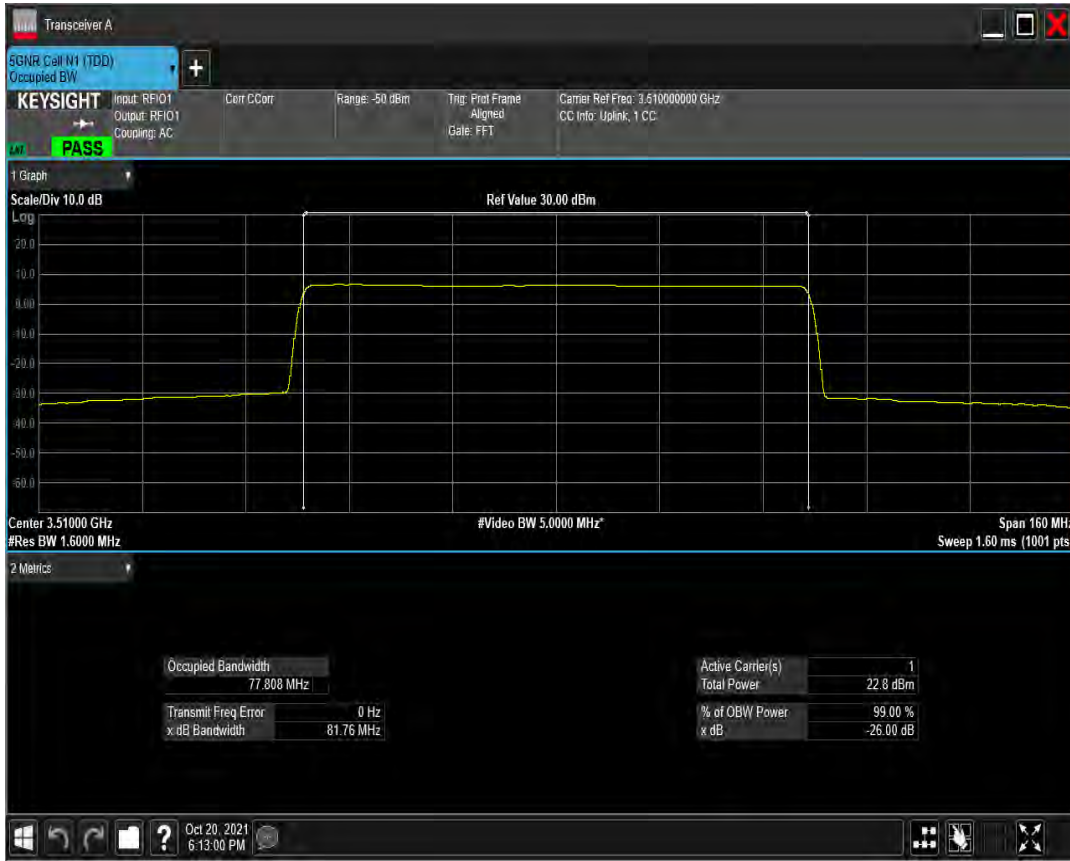 Transceiver A
5GNR Cell N1 (TDD)
Occupied BW
+
KEYSIGHT
Input: RFIO1
Output: RFIO1
Coupling: AC
Corr CCorr
Range: -50 dBm
Trig: Prot Frame
Aligned
Gate: FFT
Carrier Ref Freq: 3.510000000 GHz
CC Info: Uplink, 1 CC
PASS
1 Graph
Scale/Div 10.0 dB
Ref Value 30.00 dBm
Log
20.0
10.0
0.00
-10.0
-20.0
-30.0
-40.0
-50.0
-60.0
Center 3.51000 GHz
#Video BW 5.0000 MHz*
Span 160 MHz
#Res BW 1.6000 MHz
Sweep 1.60 ms (1001 pts
2 Metrics
Occupied Bandwidth
77.808 MHz
Transmit Freq Error 0 Hz
x dB Bandwidth 81.76 MHz
Active Carrier(s) 1
Total Power 22.8 dBm
% of OBW Power 99.00 %
x dB -26.00 dB
?
Oct 20, 2021
6:13:00 PM